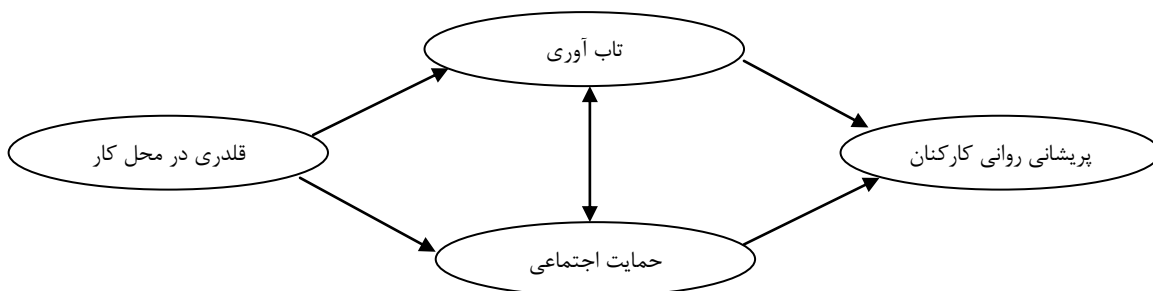 تاب آوری
قلدری در محل کار
پریشانی روانی کارکنان
حمایت اجتماعی